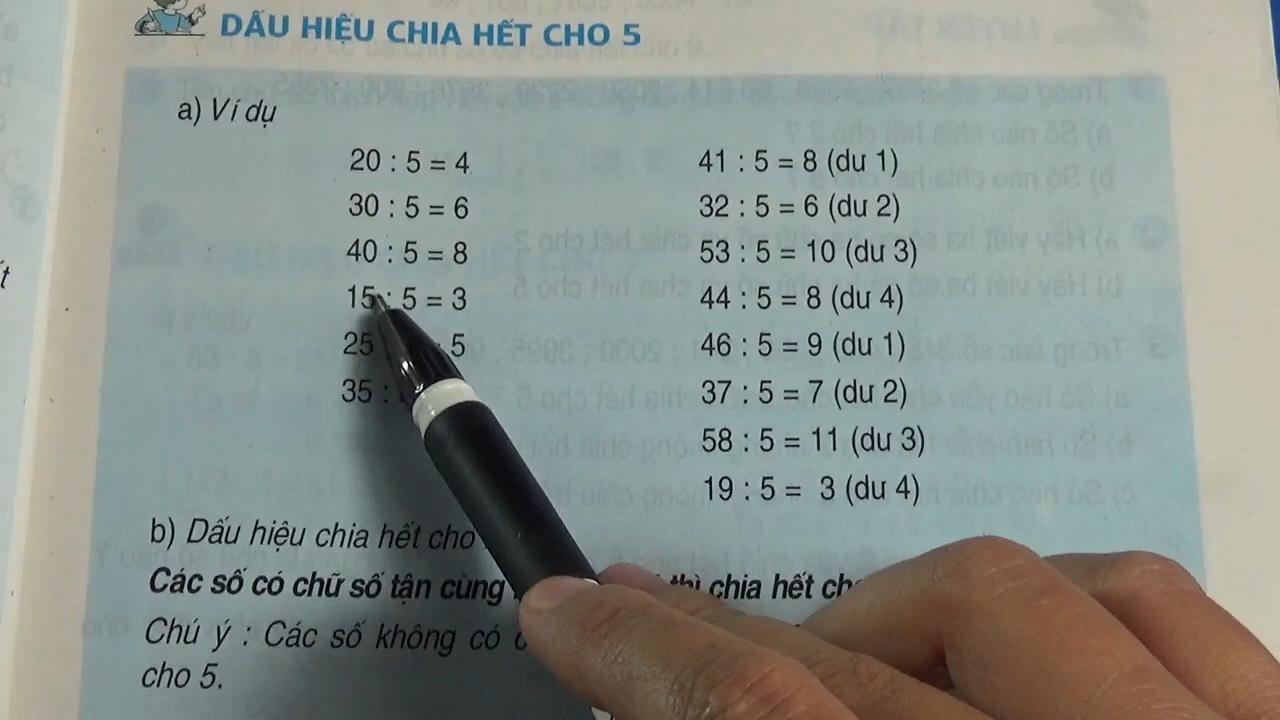 DẤU HIỆU CHIA HẾT CHO 5
a) Ví dụ
20 : 5 = 4
30 : 5 = 6
40 : 5 = 8
15 : 5 = 3
25 5
35 :
41 : 5 = 8 (dư 1)
32 : 5 = 6 (dư 2)
53 : 5 = 10 (dư 3)
44 : 5 = 8 (dư 4)
46 : 5 = 9 (dư 1)
37 : 5 = 7 (dư 2)
58 : 5 = 11 (dư 3)
19 : 5 = 3 (dư 4)
b) Dấu hiệu chia hết cho
Các số có chữ số tận cùng thì chia hết
Chú ý : Các số không có
cho 5.